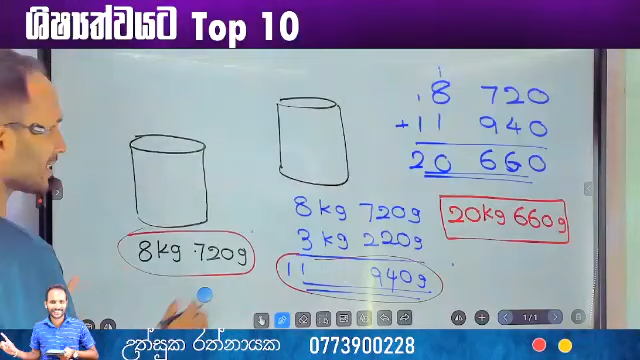 ශිෂ්‍යත්වයට Top 10
8 720
+11 940
20 660
8kg 720g
8kg 720g
3kg 220g
11 940g
20kg 660g
1/1
උත්සුක රත්නායක 0773900228